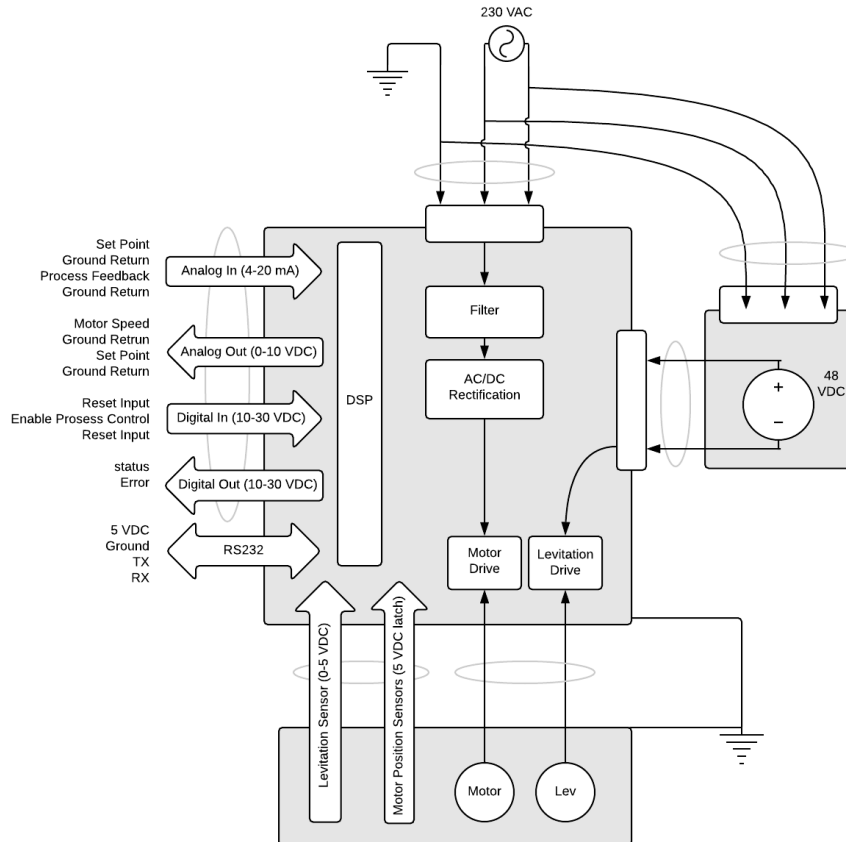 230 VAC
Set Point
Ground Return
Process Feedback
Ground Return
Analog In (4-20 mA)
Motor Speed
Ground Retrun
Set Point
Ground Return
Analog Out (0-10 VDC)
Reset Input
Enable Prosess Control
Reset Input
Digital In (10-30 VDC)
status
Error
Digital Out (10-30 VDC)
5 VDC
Ground
TX
RX
RS232
DSP
Filter
AC/DC
Rectification
48
VDC
+
−
Motor
Drive
Levitation
Drive
Levitation Sensor (0-5 VDC)
Motor Position Sensors (5 VDC latch)
Motor
Lev